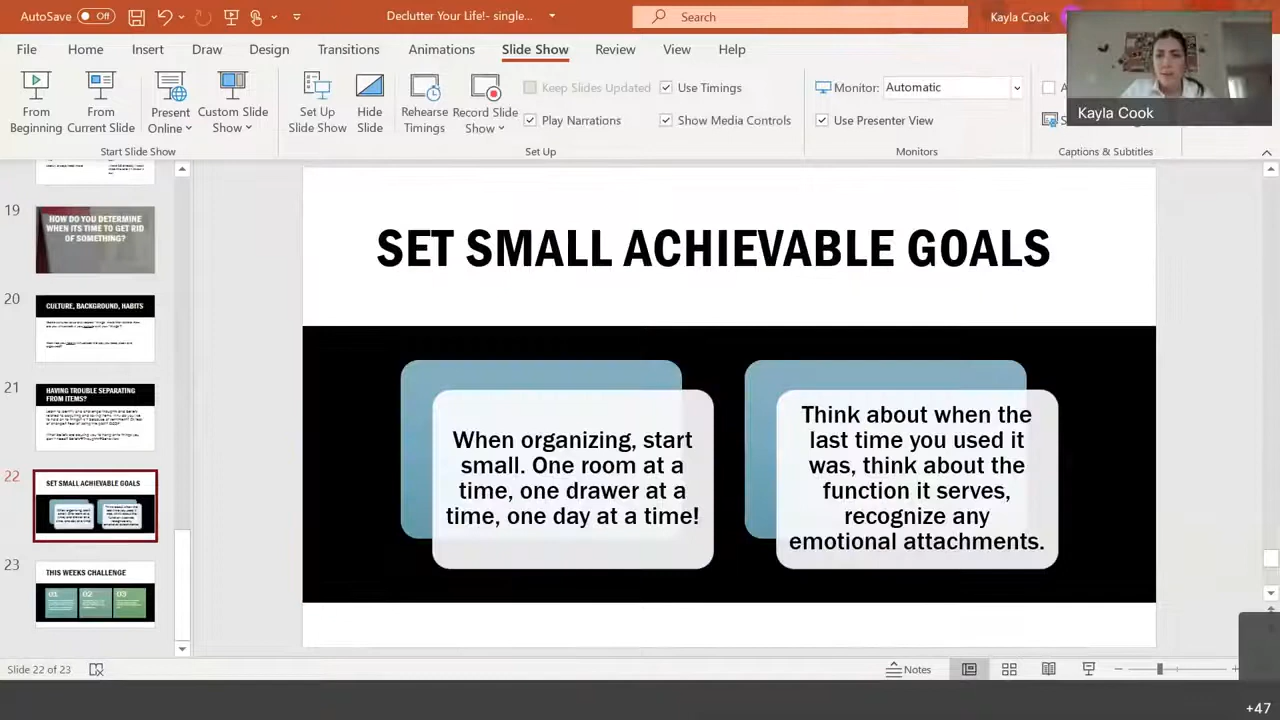 AutoSave Off
Declutter Your Life!- single...
Search
Kayla Cook
File Home Insert Draw Design Transitions Animations Slide Show Review View Help
From Beginning
From Current Slide
Present Online
Custom Slide Show
Start Slide Show
Set Up Slide Show
Hide Slide
Rehearse Timings
Record Slide Show
Keep Slides Updated
Play Narrations
Use Timings
Show Media Controls
Set Up
Monitor: Automatic
Use Presenter View
Monitors
Captions & Subtitles
Kayla Cook
19
HOW DO YOU DETERMINE
WHEN ITS TIME TO GET RID
OF SOMETHING?
20
CULTURE, BACKGROUND, HABITS
21
HAVING TROUBLE SEPARATING
FROM ITEMS?
22
SET SMALL ACHIEVABLE GOALS
23
THIS WEEKS CHALLENGE
01 02 03
SET SMALL ACHIEVABLE GOALS
When organizing, start
small. One room at a
time, one drawer at a
time, one day at a time!
Think about when the
last time you used it
was, think about the
function it serves,
recognize any
emotional attachments.
Slide 22 of 23
Notes
+47